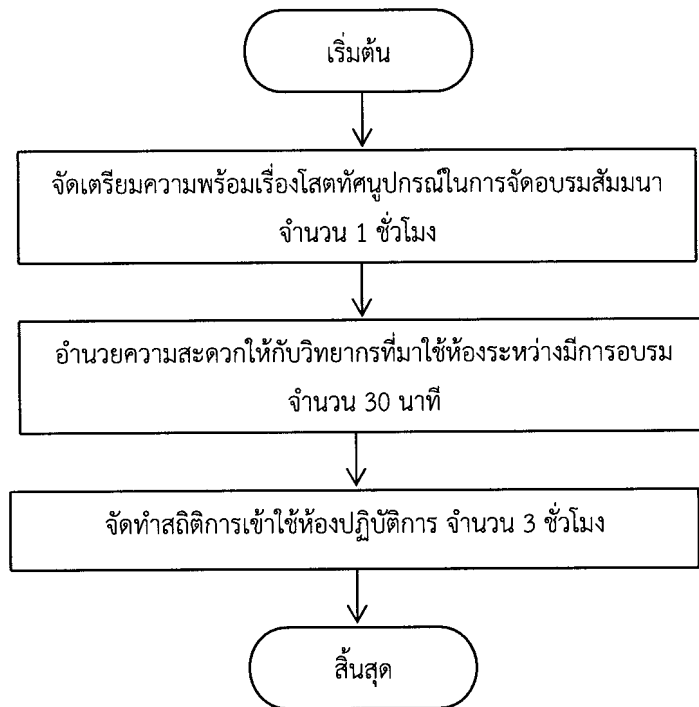 เริ่มต้น
จัดเตรียมความพร้อมเรื่องโสตทัศนูปกรณ์ในการจัดอบรมสัมมนา
จำนวน 1 ชั่วโมง
อำนวยความสะดวกให้กับวิทยากรที่มาใช้ห้องระหว่างมีการอบรม
จำนวน 30 นาที
จัดทำสถิติการเข้าใช้ห้องปฏิบัติการ จำนวน 3 ชั่วโมง
สิ้นสุด